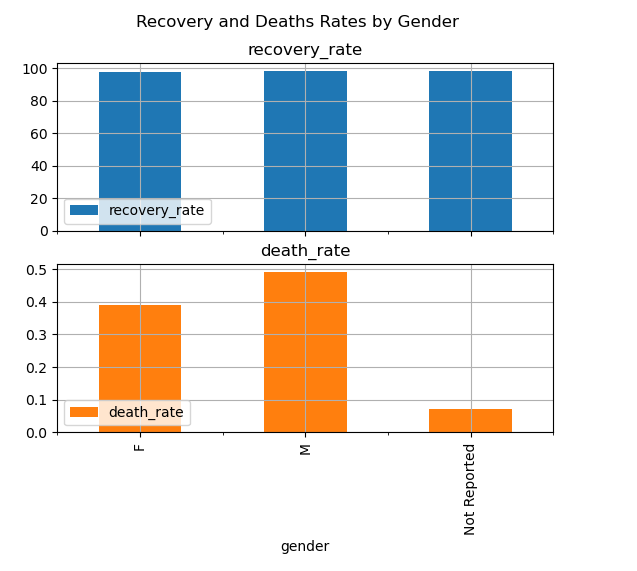 Recovery and Deaths Rates by Gender
recovery_rate
100
80
60
40
20
0
recovery_rate
death_rate
0.5
0.4
0.3
0.2
0.1
0.0
death_rate
F
M
Not Reported
gender